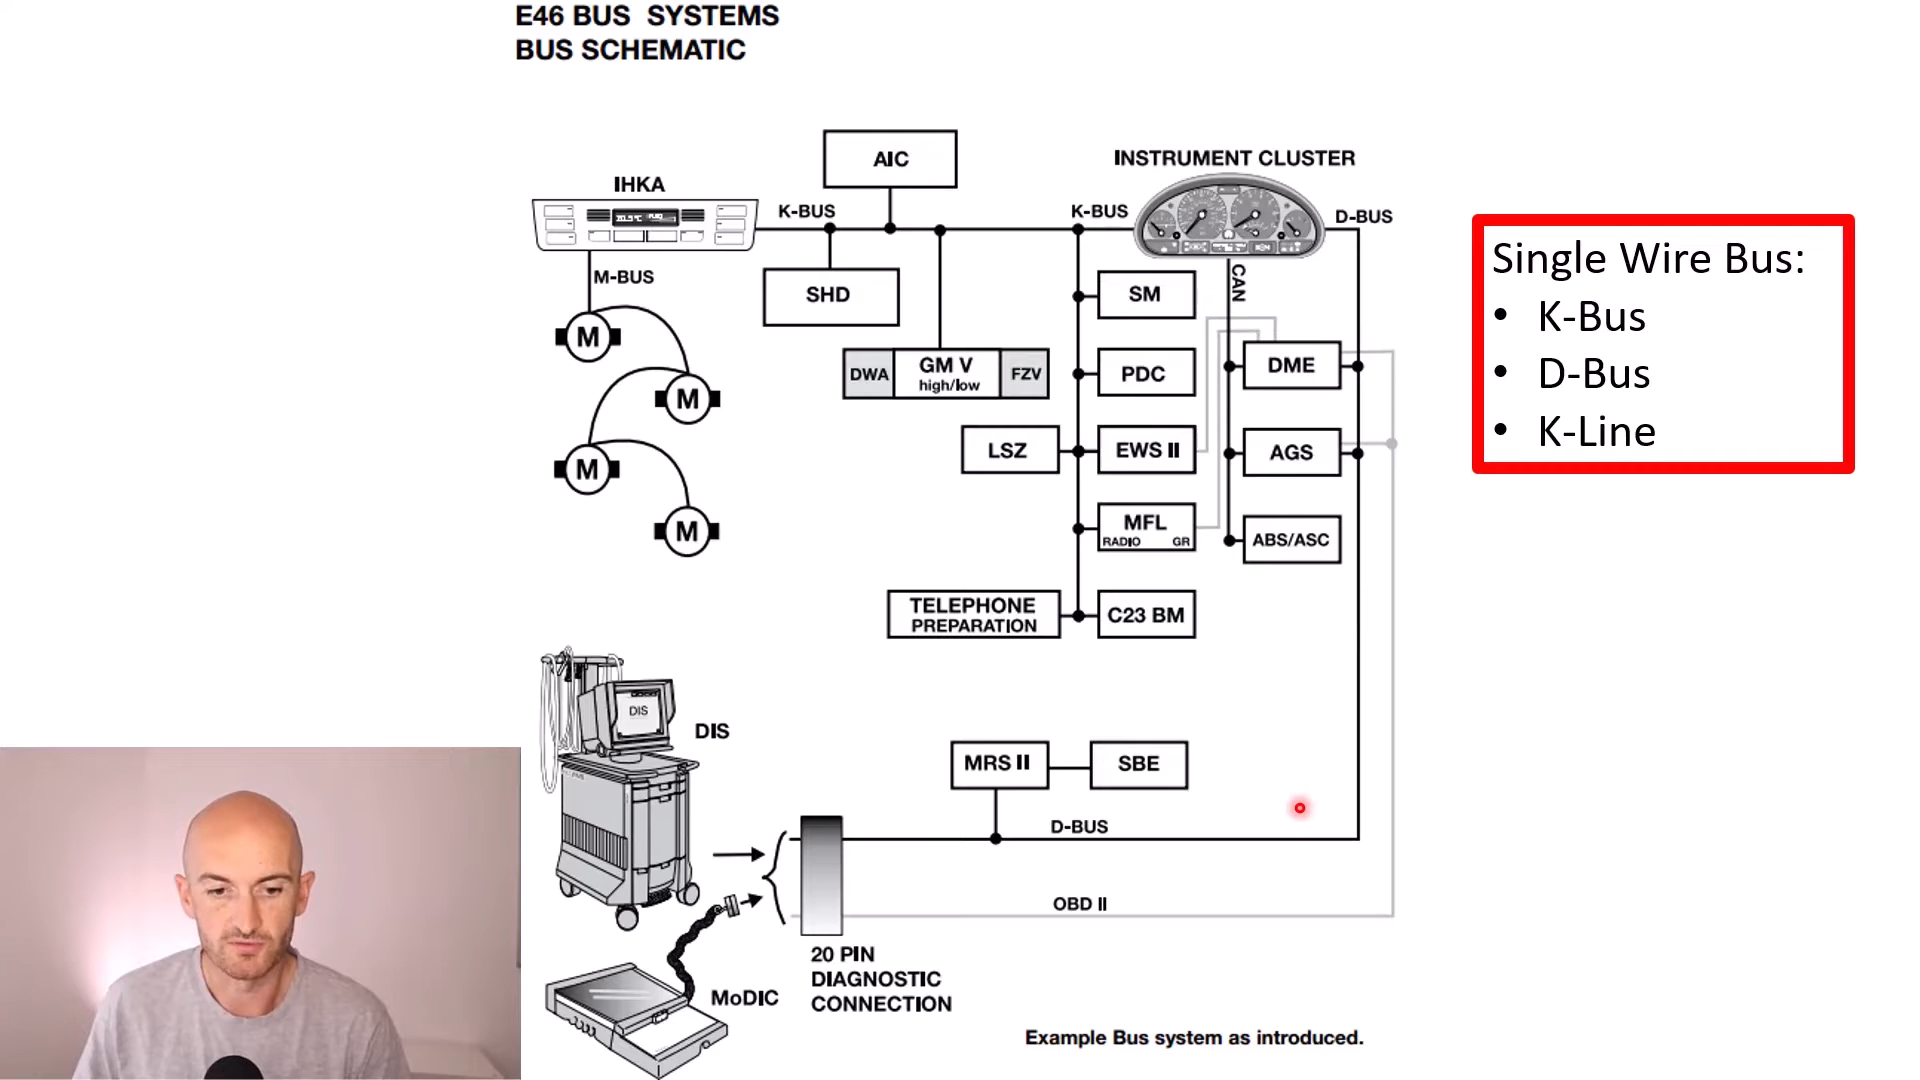 E46 BUS SYSTEMS
BUS SCHEMATIC
AIC
INSTRUMENT CLUSTER
IHKA
K-BUS
K-BUS
D-BUS
M-BUS
CAN
SHD
SM
DWA
GM V
high/low
FZV
PDC
DME
LSZ
EWS II
AGS
MFL
RADIO GR
ABS/ASC
TELEPHONE
PREPARATION
C23 BM
M
M
M
M
Single Wire Bus:
• K-Bus
• D-Bus
• K-Line
DIS
DIS
MRS II
SBE
D-BUS
OBD II
20 PIN
DIAGNOSTIC
CONNECTION
MoDIC
Example Bus system as introduced.